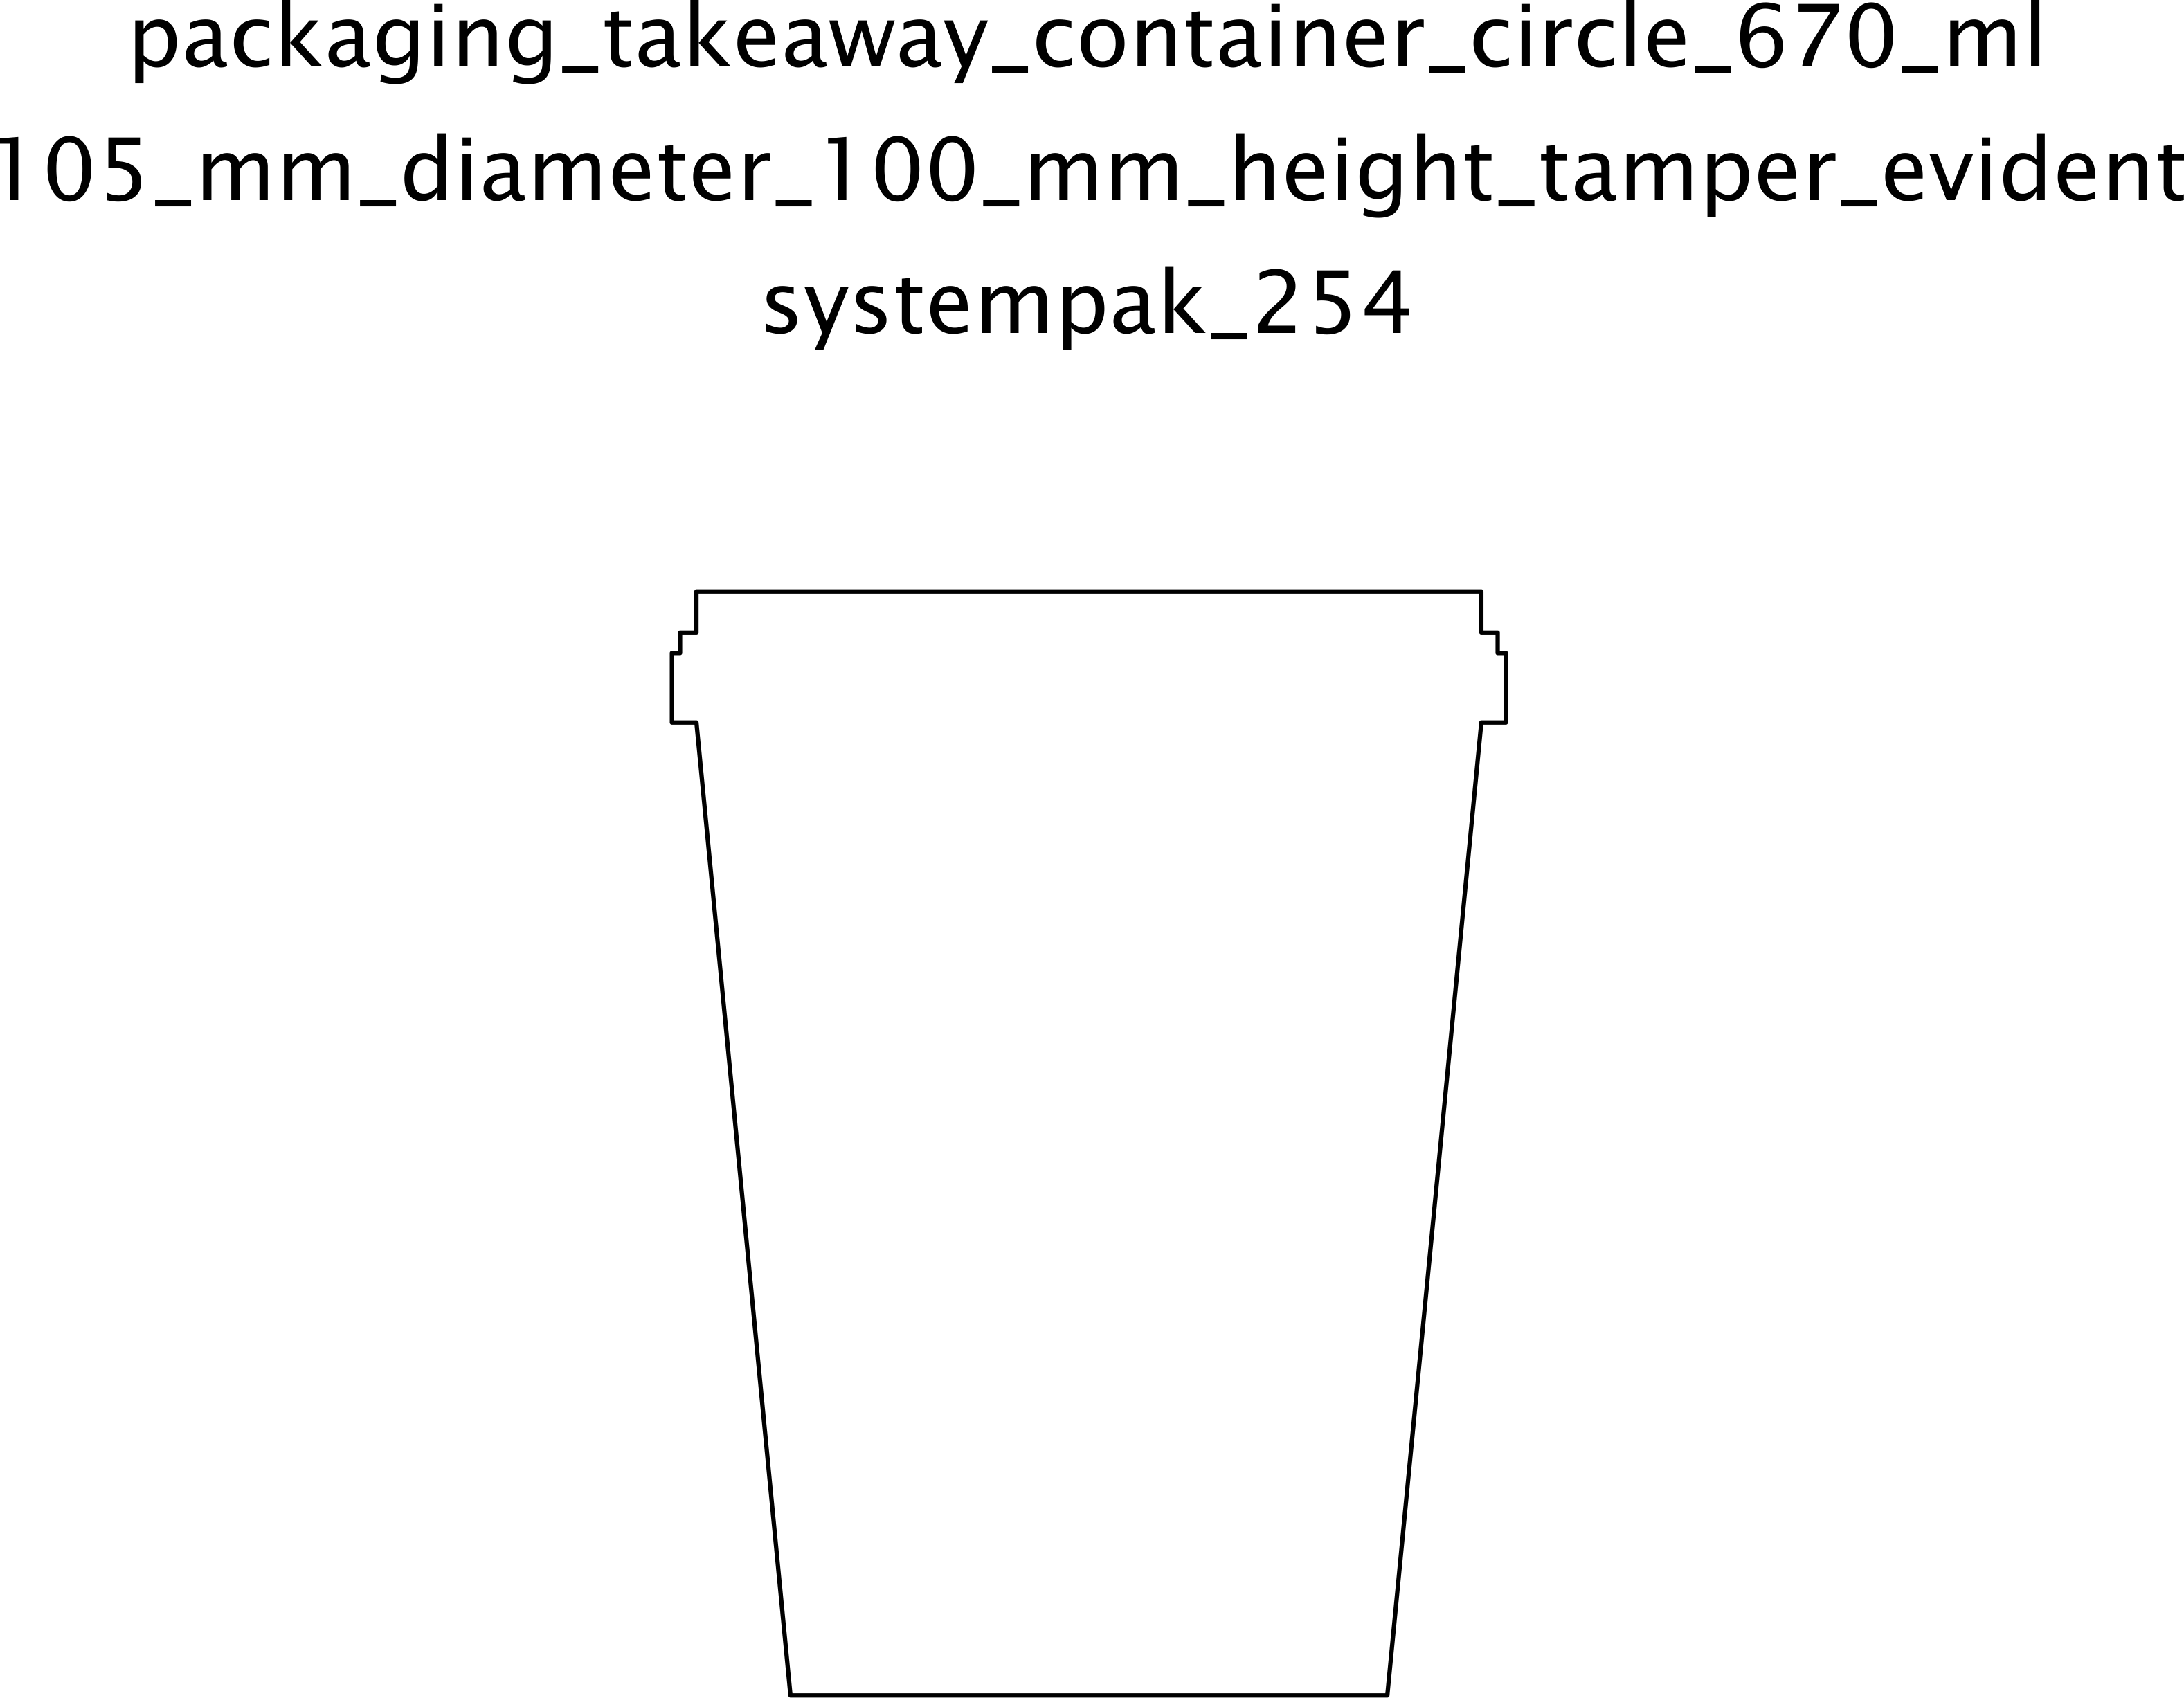 packaging_takeaway_container_circle_670_ml
105_mm_diameter_100_mm_height_tamper_evident
systempak_254